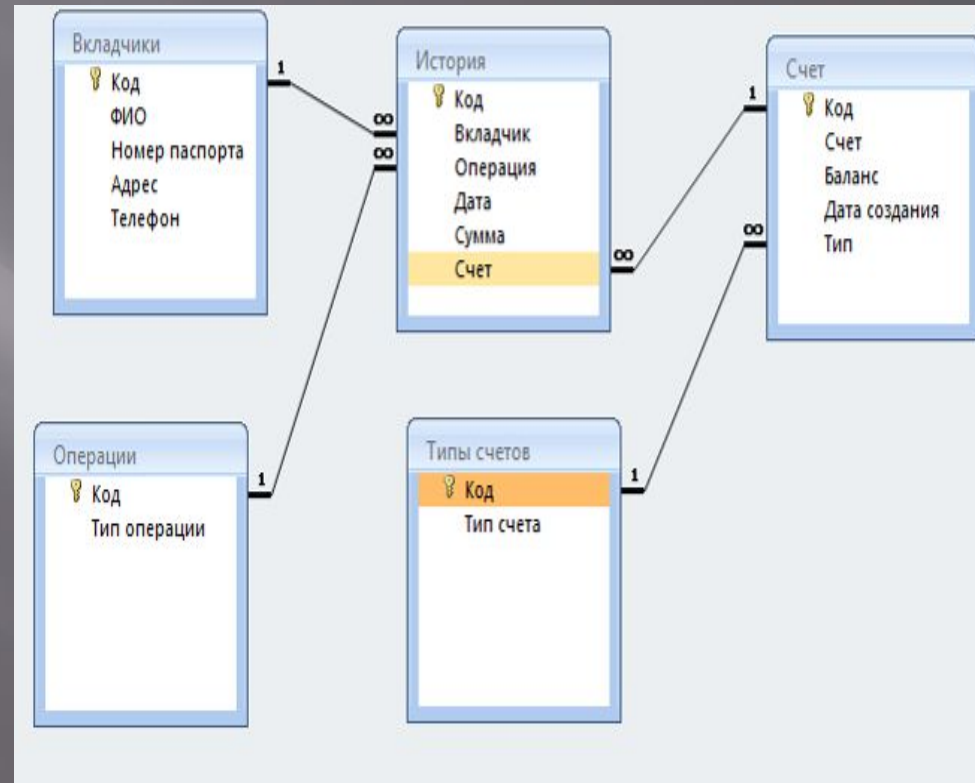 Вкладчики
Код
ФИО
Номер паспорта
Адрес
Телефон
1
∞
∞
История
Код
Вкладчик
Операция
Дата
Сумма
Счет
∞
1
Счет
Код
Счет
Баланс
Дата создания
Тип
∞
Операции
Код
Тип операции
1
Типы счетов
Код
Тип счета
1